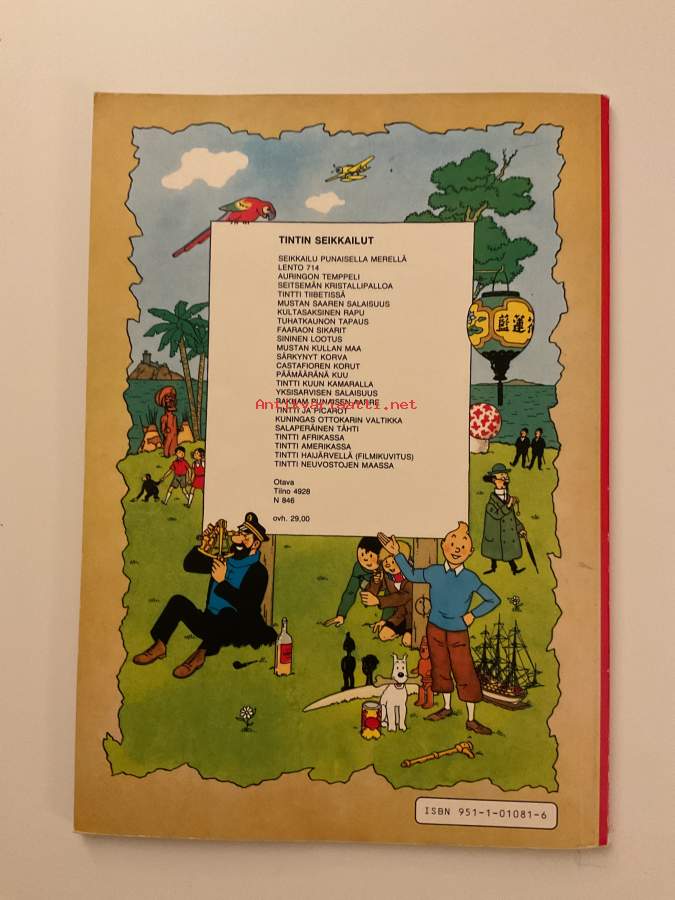 TINTIN SEIKKAILUT
SEIKKAILU PUNAISELLA MERELLÄ
LENTO 714
AURINGON TEMPPELI
SEITSEMÄN KRISTALLIPALLOA
TINTTI TIIBETISSÄ
MUSTAN SAAREN SALAISUUS
KULTASAKSINEN RAPU
TUHATKAUNON TAPAUS
FAARAON SIKARIT
SININEN LOOTUS
MUSTAN KULLAN MAA
SÄRKYNYT KORVA
CASTAFIOREN KORUT
PÄÄMÄÄRÄNÄ KUU
TINTTI KUUN KAMARALLA
YKSISARVISEN SALAISUUS
RAKHAM PUNAISEN AARRE
Antikvariaatti.net
TINTTI JA PICAROT
KUNINGAS OTTOKARIN VALTIKKA
SALAPERÄINEN TÄHTI
TINTTI AFRIKASSA
TINTTI AMERIKASSA
TINTTI HAIJÄRVELLÄ (FILMIKUVITUS)
TINTTI NEUVOSTOJEN MAASSA
Otava
Tilno 4928
N 846
ovh. 29,00
藍蓮
ISBN 951-1-01081-6